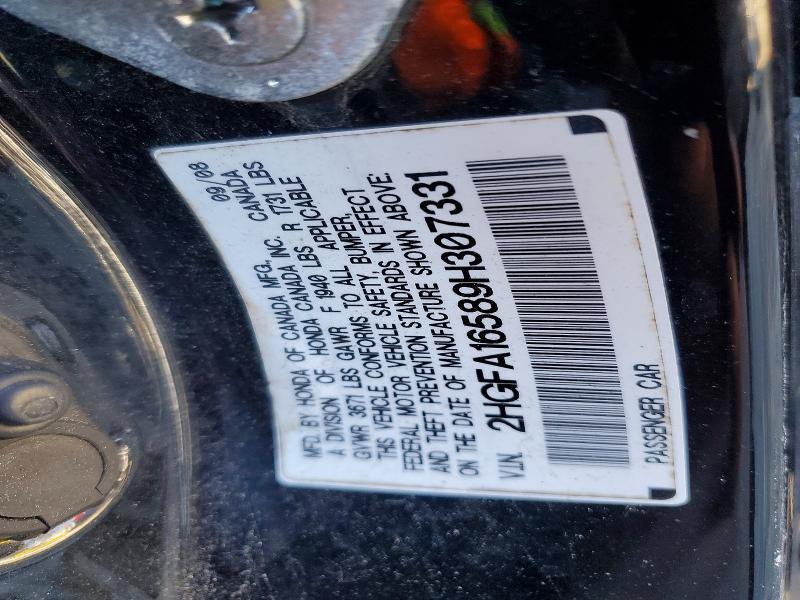 MFD. BY HONDA OF CANADA MFG., INC. CANADA 09/08
A DIVISION OF HONDA CANADA INC.
GVWR 3671 LBS GAWR F 1940 LBS R 1731 LBS
THIS VEHICLE CONFORMS TO ALL APPLICABLE
FEDERAL MOTOR VEHICLE SAFETY, BUMPER,
AND THEFT PREVENTION STANDARDS IN EFFECT
ON THE DATE OF MANUFACTURE SHOWN ABOVE.
V.I.N. 2HGFA16589H307331
PASSENGER CAR